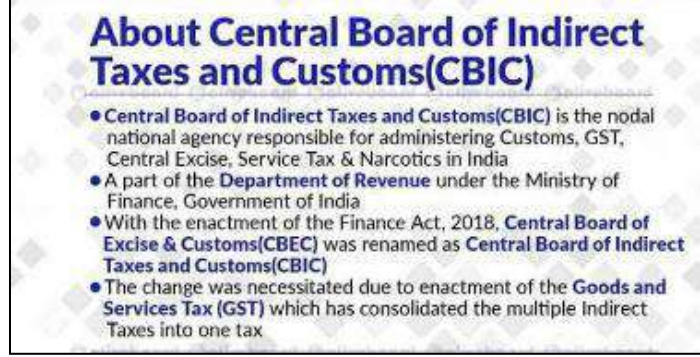 About Central Board of Indirect
Taxes and Customs(CBIC)
• Central Board of Indirect Taxes and Customs(CBIC) is the nodal
national agency responsible for administering Customs, GST,
Central Excise, Service Tax & Narcotics in India
• A part of the Department of Revenue under the Ministry of
Finance, Government of India
• With the enactment of the Finance Act, 2018, Central Board of
Excise & Customs(CBEC) was renamed as Central Board of Indirect
Taxes and Customs(CBIC)
• The change was necessitated due to enactment of the Goods and
Services Tax (GST) which has consolidated the multiple Indirect
Taxes into one tax